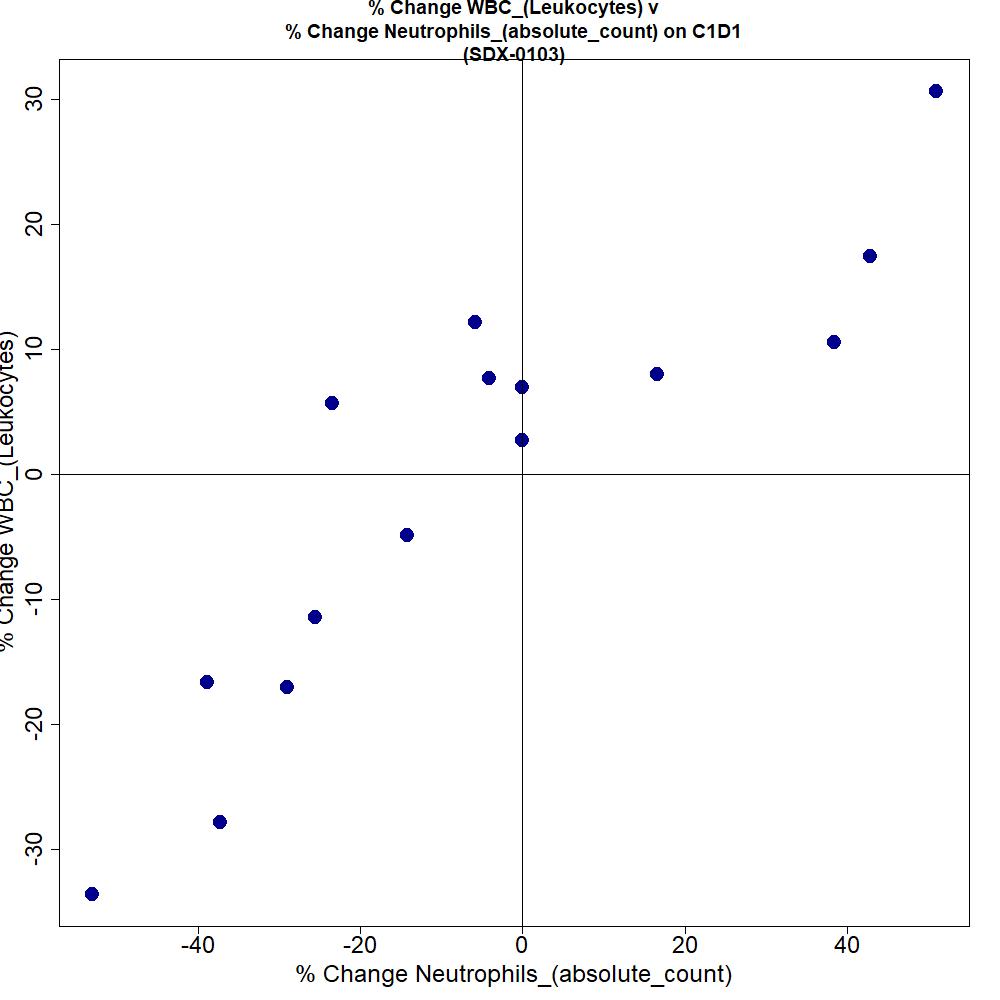 % Change WBC_(Leukocytes) v
% Change Neutrophils_(absolute_count) on C1D1
(SDX-0103)
% Change WBC_(Leukocytes)
30
20
10
0
-10
-20
-30
-40
-20
0
20
40
% Change Neutrophils_(absolute_count)